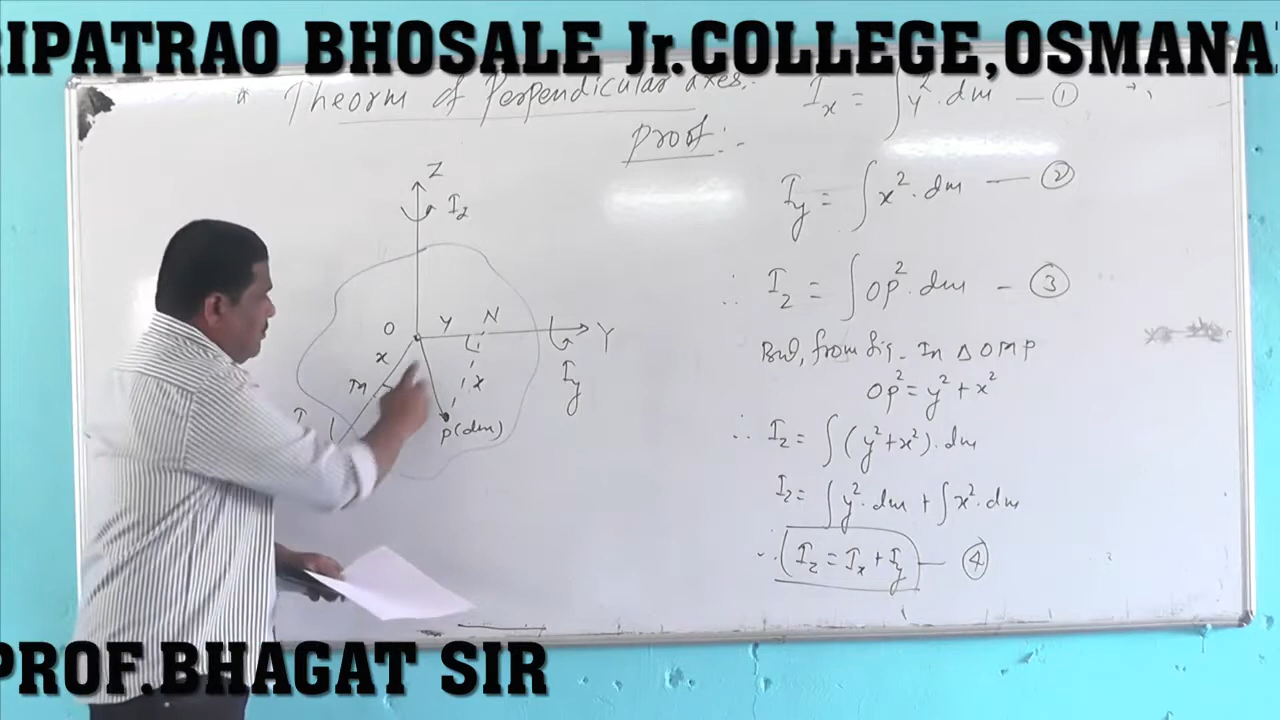 RIPATRAO BHOSALE Jr.COLLEGE,OSMANA
* Theorm of Perpendicular axes.
Proof:-
Z
Iz
O
y
N
Y
x
M
x
Iy
P(dm)
I
Ix = ∫y². dm — ①
Iy = ∫x². dm — ②
∴ Iz = ∫OP². dm - ③
But, from fig. In Δ OMP
OP² = y² + x²
∴ Iz = ∫(y²+x²). dm
Iz = ∫y². dm + ∫x². dm
∴ Iz = Ix + Iy — ④
PROF.BHAGAT SIR